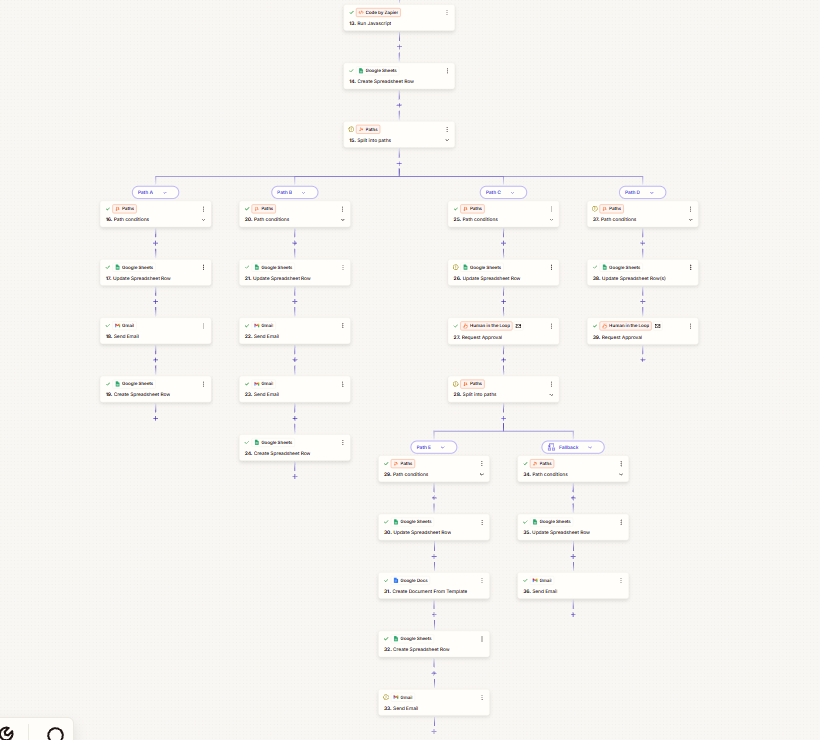 Code by Zapier
13. Run Javascript
Google Sheets
14. Create Spreadsheet Row
Paths
15. Split into paths
Path A
Path B
Path C
Path D
Paths
16. Path conditions
Paths
20. Path conditions
Paths
25. Path conditions
Paths
37. Path conditions
Google Sheets
17. Update Spreadsheet Row
Google Sheets
21. Update Spreadsheet Row
Google Sheets
26. Update Spreadsheet Row
Google Sheets
38. Update Spreadsheet Row(s)
Gmail
18. Send Email
Gmail
22. Send Email
Human in the Loop
27. Request Approval
Human in the Loop
39. Request Approval
Google Sheets
19. Create Spreadsheet Row
Gmail
23. Send Email
Paths
28. Split into paths
Google Sheets
24. Create Spreadsheet Row
Path E
Fallback
Paths
29. Path conditions
Paths
34. Path conditions
Google Sheets
30. Update Spreadsheet Row
Google Sheets
35. Update Spreadsheet Row
Google Docs
31. Create Document From Template
Gmail
36. Send Email
Google Sheets
32. Create Spreadsheet Row
Gmail
33. Send Email